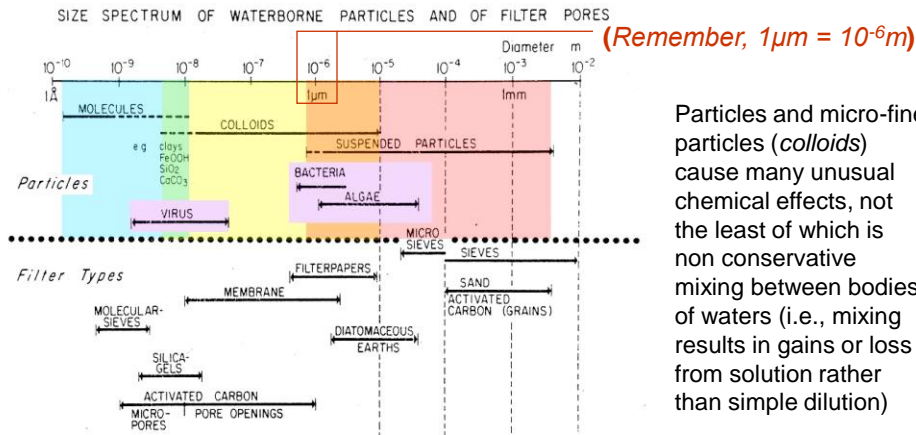 SIZE SPECTRUM OF WATERBORNE PARTICLES AND OF FILTER PORES
(Remember, 1µm = 10⁻⁶m)
Diameter m
10⁻¹⁰ 10⁻⁹ 10⁻⁸ 10⁻⁷ 10⁻⁶ 10⁻⁵ 10⁻⁴ 10⁻³ 10⁻²
1Å 1µm 1mm
MOLECULES
COLLOIDS
e g clays
FeOOH
SiO₂
CaCO₃
SUSPENDED PARTICLES
BACTERIA
ALGAE
Particles
VIRUS
MICRO
SIEVES
SIEVES
Filter Types
FILTERPAPERS
MEMBRANE
SAND
ACTIVATED
CARBON (GRAINS)
MOLECULAR-
SIEVES
DIATOMACEOUS
EARTHS
SILICA-
GELS
ACTIVATED CARBON
MICRO-
PORES
PORE OPENINGS
Particles and micro-fine
particles (colloids)
cause many unusual
chemical effects, not
the least of which is
non conservative
mixing between bodies
of waters (i.e., mixing
results in gains or loss
from solution rather
than simple dilution)